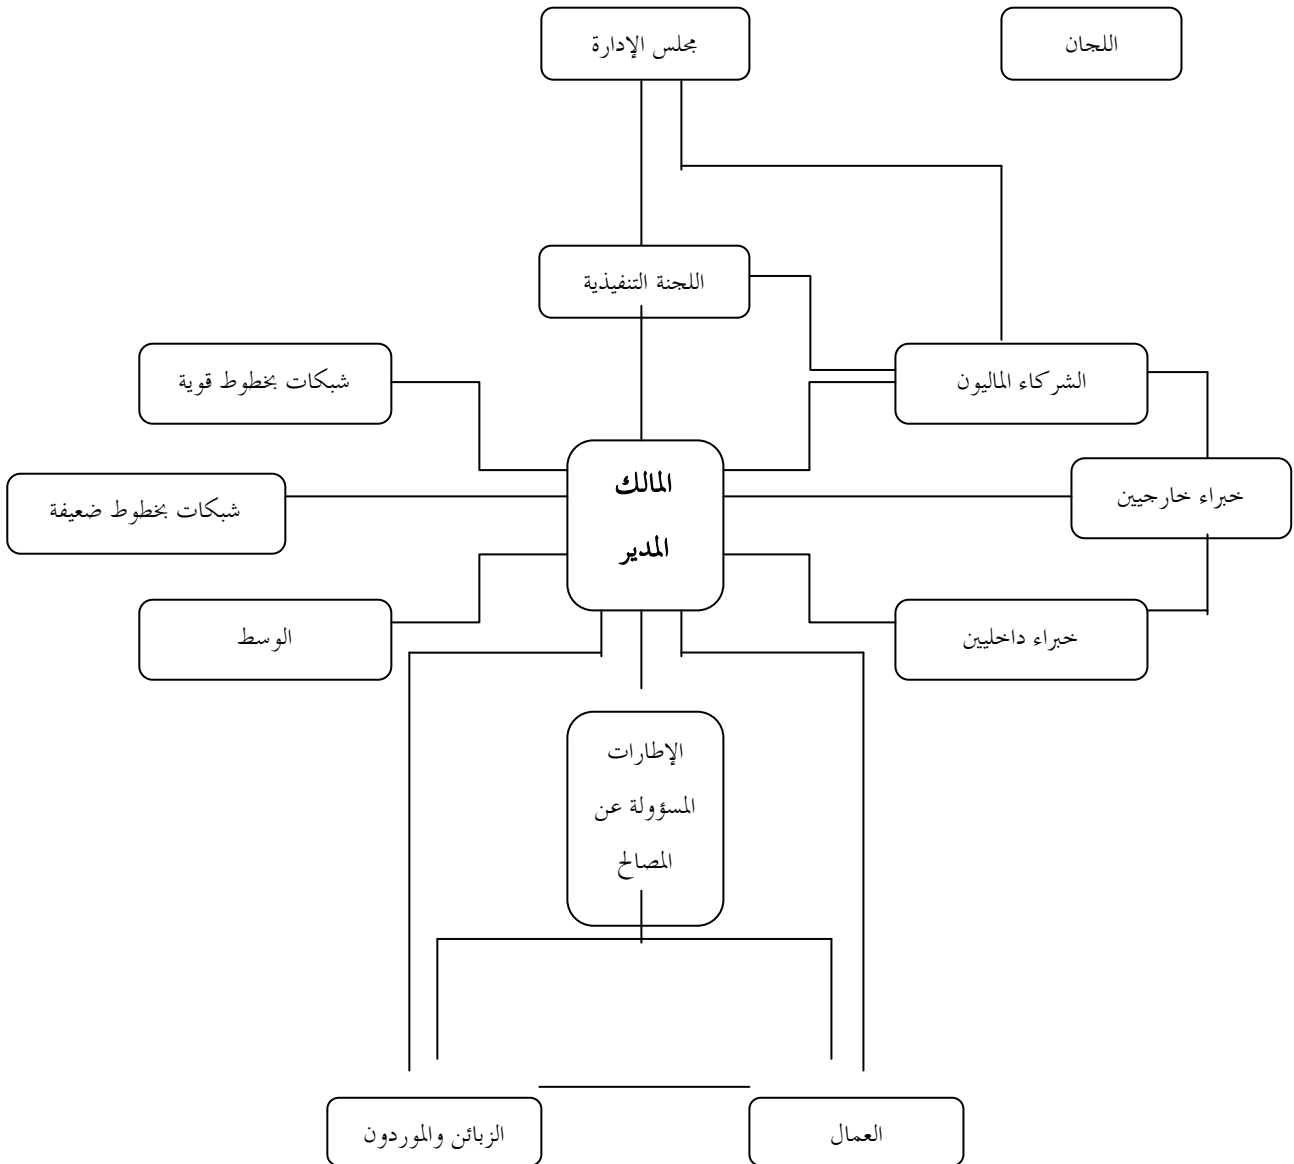 مجلس الإدارة
اللجان
اللجنة التنفيذية
شبكات بخطوط قوية
الشركاء الماليون
المالك
المدير
خبراء خارجيين
شبكات بخطوط ضعيفة
الوسط
خبراء داخليين
الإطارات
المسؤولة عن
المصالح
الزبائن والموردون
العمال